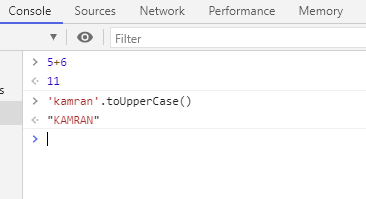 Console Sources Network Performance Memory
Filter
5+6
11
s
'kamran'.toUpperCase()
"KAMRAN"